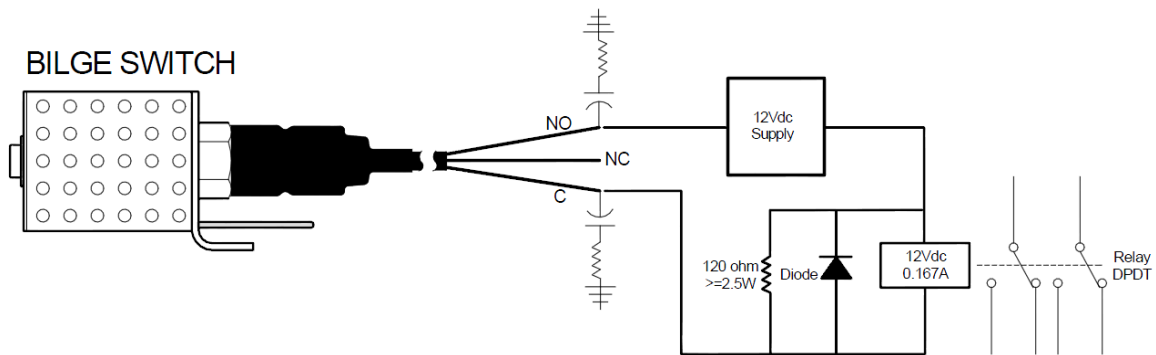 BILGE SWITCH
NO
NC
C
12Vdc
Supply
120 ohm
>=2.5W
Diode
12Vdc
0.167A
Relay
DPDT